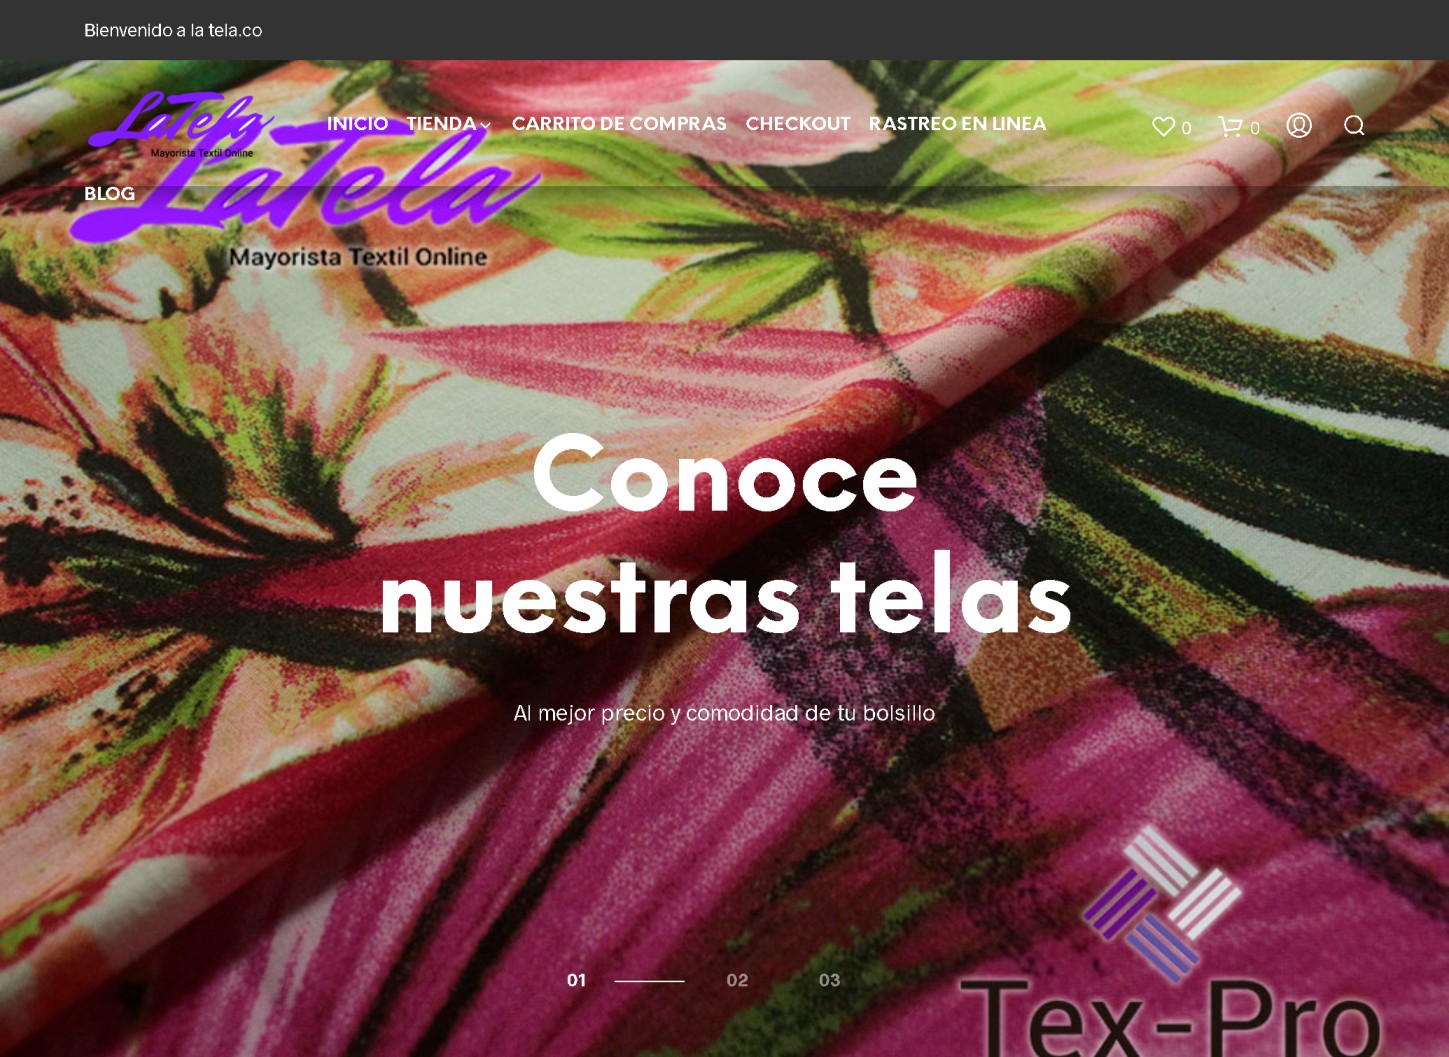 Bienvenido a la tela.co
LaTela
Mayorista Textil Online
INICIO TIENDA CARRITO DE COMPRAS CHECKOUT RASTREO EN LINEA 0 0
BLOG
LaTela
Mayorista Textil Online
Conoce
nuestras telas
Al mejor precio y comodidad de tu bolsillo
01 02 03
Tex-Pro